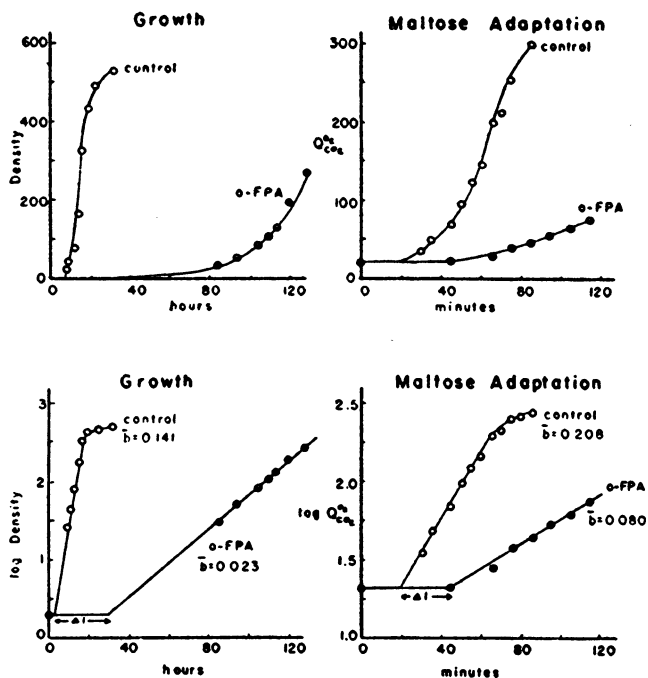 Growth
Maltose Adaptation
600
400
200
0
Density
control
o-FPA
40
80
120
hours
300
200
100
0
control
o-FPA
0
40
80
120
minutes
Growth
Maltose Adaptation
3
2
1
0
log Density
control
b̄=0.141
o-FPA
b̄=0.023
← Δt →
0
40
80
120
hours
2.5
2.0
1.5
1.0
log Q
control
b̄=0.208
o-FPA
b̄=0.080
← Δt →
0
40
80
120
minutes